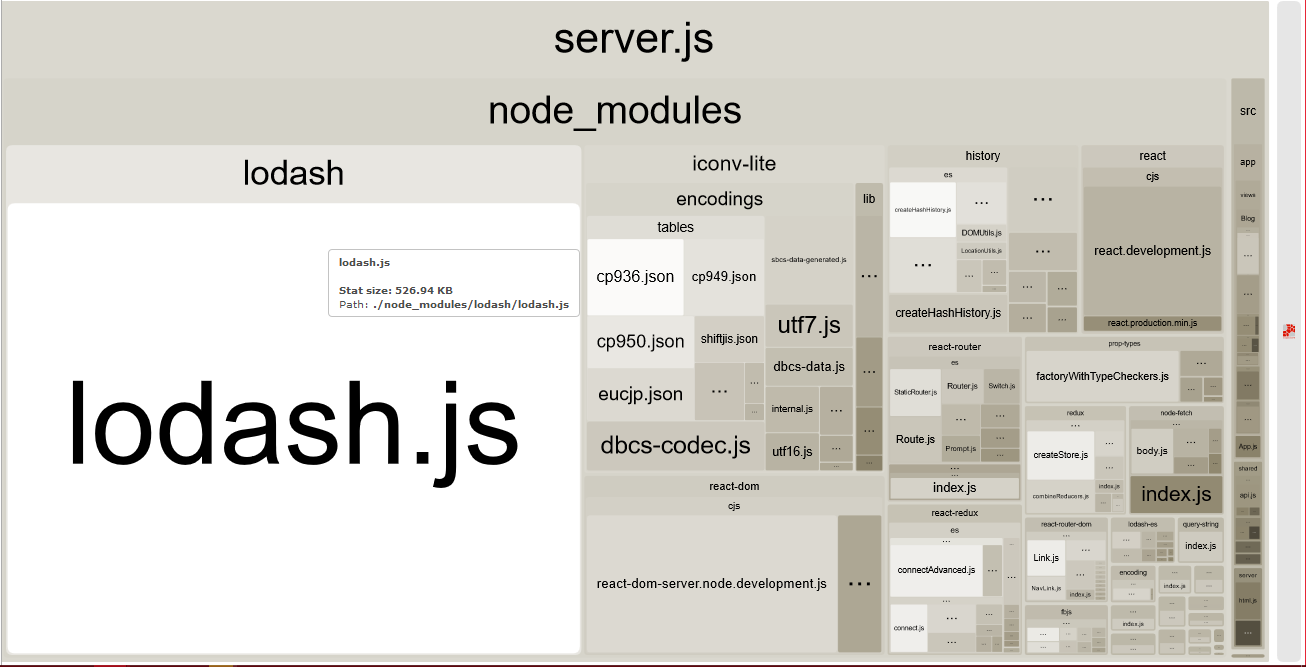 server.js
node_modules
src
lodash
lodash.js
Stat size: 526.94 KB
Path: ./node_modules/lodash/lodash.js
lodash.js
iconv-lite
encodings
lib
tables
cp936.json
cp949.json
sbcs-data-generated.js
...
cp950.json
shiftjis.json
utf7.js
eucjp.json
...
...
...
dbcs-data.js
...
internal.js
...
dbcs-codec.js
utf16.js
...
...
...
...
react-dom
cjs
react-dom-server.node.development.js
...
history
es
createHashHistory.js
...
...
DOMUtils.js
LocationUtils.js
...
...
...
...
...
...
...
...
createHashHistory.js
react
cjs
react.development.js
react.production.min.js
react-router
es
StaticRouter.js
Router.js
Switch.js
...
...
Route.js
Prompt.js
...
...
...
...
index.js
prop-types
factoryWithTypeCheckers.js
...
...
...
redux
...
createStore.js
...
...
combineReducers.js
index.js
node-fetch
...
body.js
...
...
index.js
react-redux
es
...
connectAdvanced.js
...
...
...
connect.js
...
...
...
react-router-dom
...
Link.js
...
...
NavLink.js
index.js
lodash-es
...
...
...
...
query-string
index.js
encoding
...
...
index.js
fbjs
...
...
...
index.js
app
views
Blog
...
...
...
App.js
shared
api.js
...
server
html.js
...